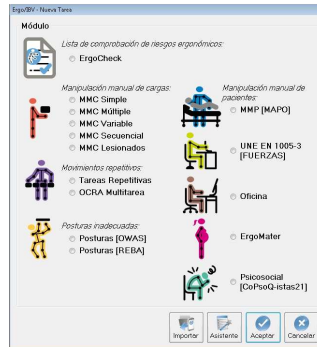 Ergo/IBV - Nueva Tarea
Módulo
Lista de comprobación de riesgos ergonómicos:
ErgoCheck
Manipulación manual de cargas:
MMC Simple
MMC Múltiple
MMC Variable
MMC Secuencial
MMC Lesionados
Movimientos repetitivos:
Tareas Repetitivas
OCRA Multitarea
Posturas inadecuadas:
Posturas [OWAS]
Posturas [REBA]
Manipulación manual de
pacientes:
MMP [MAPO]
UNE EN 1005-3
[FUERZAS]
Oficina
ErgoMater
Psicosocial
[CoPsoQ-istas21]
Importar
Asistente
Aceptar
Cancelar